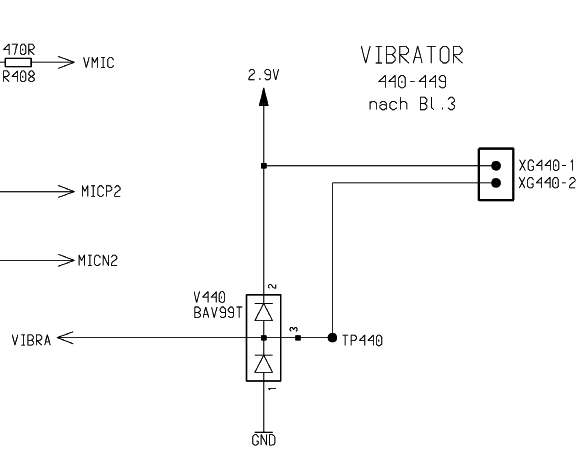 470R
R408
VMIC
VIBRATOR
440-449
nach Bl.3
2.9V
XG440-1
XG440-2
MICP2
MICN2
V440
BAV99T
2
3
VIBRA
TP440
1
GND